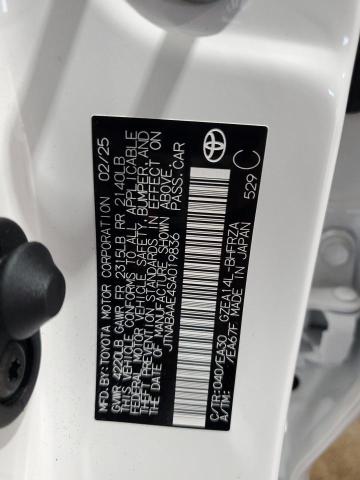 MFD.BY:TOYOTA MOTOR CORPORATION 02/25
GVWR 4220LB GAWR FR 2315LB RR 2140LB
THIS VEHICLE CONFORMS TO ALL APPLICABLE
FEDERAL MOTOR VEHICLE SAFETY, BUMPER, AND
THEFT PREVENTION STANDARDS IN EFFECT ON
THE DATE OF MANUFACTURE SHOWN ABOVE.
JTNABAAE4SA019836 PASS.CAR
C/TR:040/EA30 GZEA14L-BHFRZA
A/TM: /EA67F MADE IN JAPAN
529 C
TOYOTA